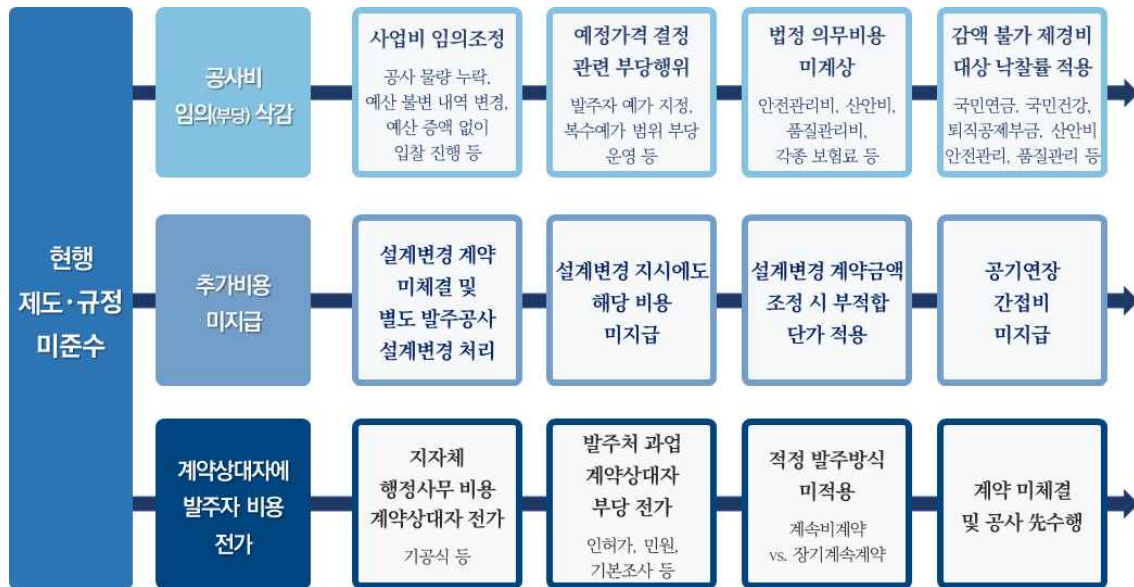 현행
제도·규정
미준수
공사비
임의(부당) 삭감
사업비 임의조정
공사 물량 누락,
예산 불변 내역 변경,
예산 증액 없이
입찰 진행 등
예정가격 결정
관련 부당행위
발주자 예가 지정,
복수예가 범위 부당
운영 등
법정 의무비용
미계상
안전관리비, 산안비,
품질관리비,
각종 보험료 등
감액 불가 제경비
대상 낙찰률 적용
국민연금, 국민건강,
퇴직공제부금, 산안비
안전관리, 품질관리 등
추가비용
미지급
설계변경 계약
미체결 및
별도 발주공사
설계변경 처리
설계변경 지시에도
해당 비용
미지급
설계변경 계약금액
조정 시 부적합
단가 적용
공기연장
간접비
미지급
계약상대자에
발주자 비용
전가
지자체
행정사무 비용
계약상대자 전가
기공식 등
발주처 과업
계약상대자
부당 전가
인허가, 민원,
기본조사 등
적정 발주방식
미적용
계속비계약
vs. 장기계속계약
계약 미체결
및 공사 先수행